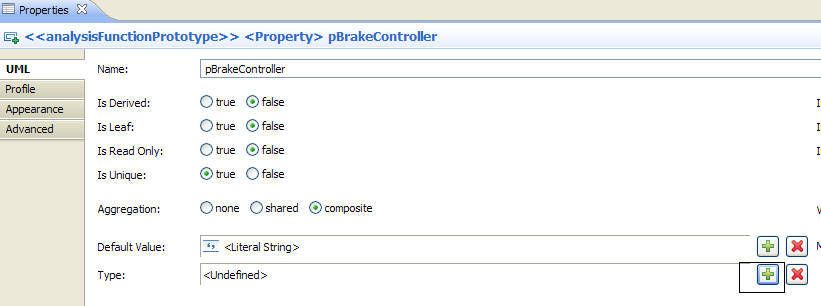 Properties
<<analysisFunctionPrototype>> <Property> pBrakeController
UML
Profile
Appearance
Advanced
Name: pBrakeController
Is Derived: true false
Is Leaf: true false
Is Read Only: true false
Is Unique: true false
Aggregation: none shared composite
Default Value: <Literal String>
Type: <Undefined>